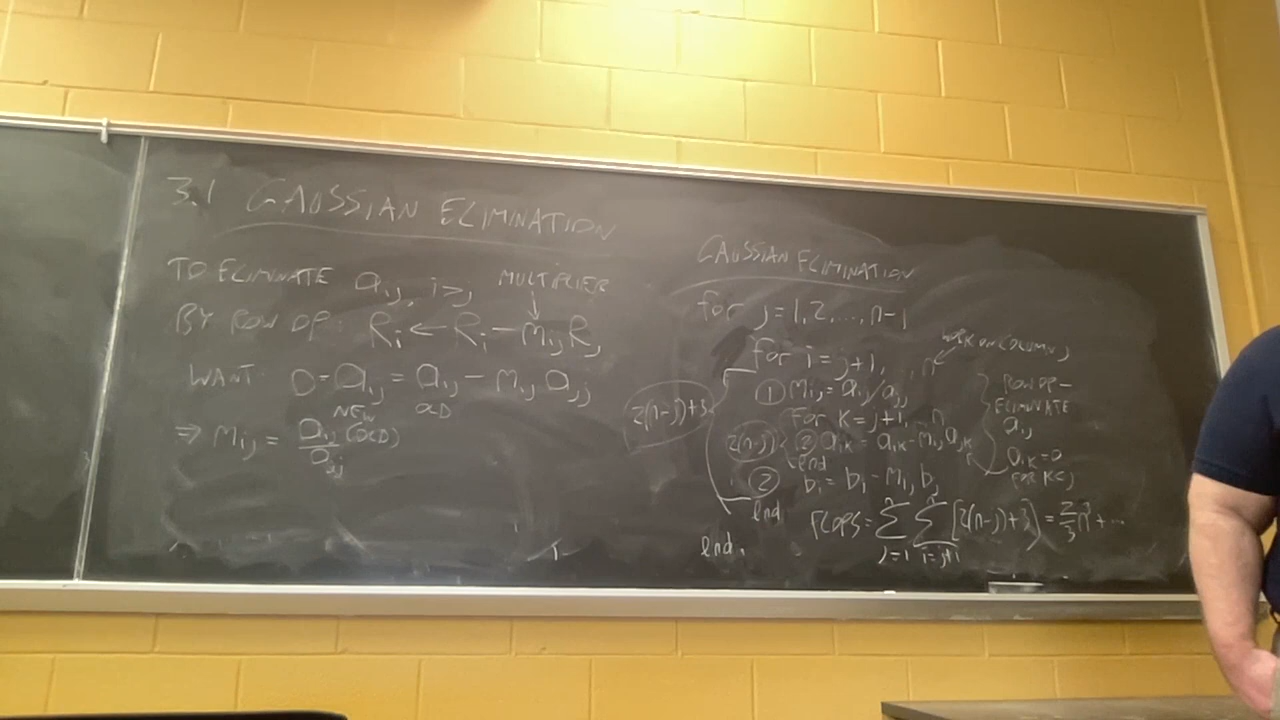 3.1 GAUSSIAN ELIMINATION
TO ELIMINATE a_ij, i>j
MULTIPLIER
↓
BY ROW OP: R_i ← R_i − m_ij R_j
WANT 0 = a_ij = a_ij − m_ij a_jj
NEW OLD
⇒ m_ij = a_ij (OLD) / a_jj
GAUSSIAN ELIMINATION
for j = 1,2,...,n-1
for i = j+1, , n
WORK ON COLUMN j
① m_ij = a_ij/a_jj
for k = j+1, n
2(n-j) ② a_ik = a_ik − m_ij a_jk
end
② b_i = b_i − m_ij b_j
end
end.
2(n-j)+3
ROW OP -
ELIMINATE
a_ij
a_ik = 0
FOR k<j
FLOPS = Σ_{j=1}^{n} Σ_{i=j+1}^{n} [2(n-j)+3] = 2/3 n³ + ...